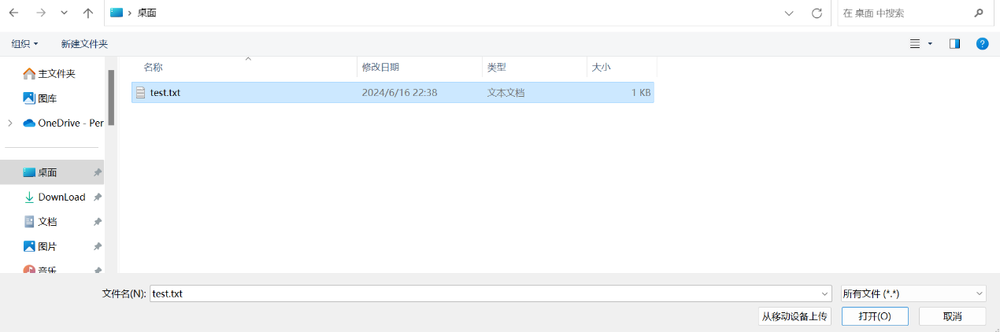 桌面
在 桌面 中搜索
组织
新建文件夹
名称
修改日期
类型
大小
主文件夹
图库
OneDrive - Per
桌面
DownLoad
文档
图片
音乐
test.txt
2024/6/16 22:38
文本文档
1 KB
文件名(N):
test.txt
所有文件 (*.*)
从移动设备上传
打开(O)
取消